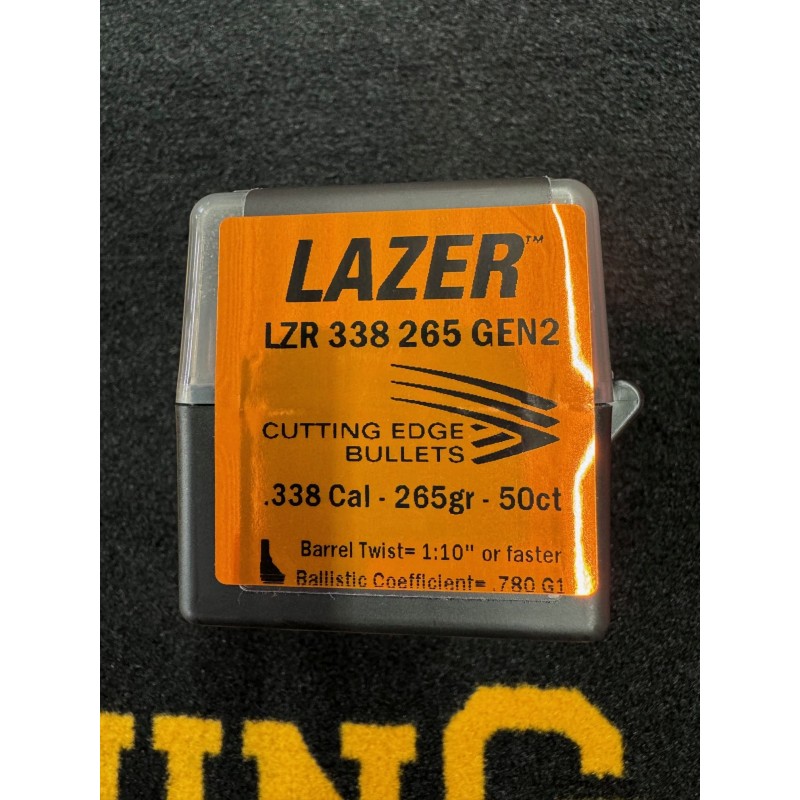 LAZER™
LZR 338 265 GEN2
CUTTING EDGE
BULLETS
.338 Cal - 265gr - 50ct
Barrel Twist= 1:10" or faster
Ballistic Coefficient= .780 G1